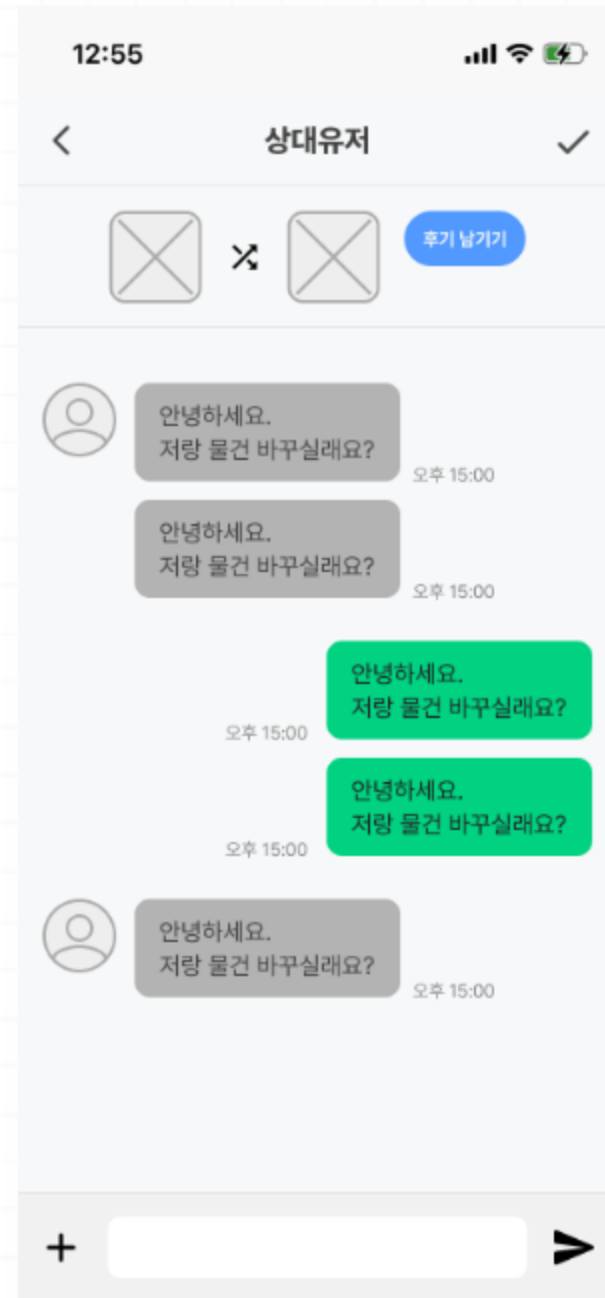 12:55
상대유저
후기 남기기
안녕하세요.
저랑 물건 바꾸실래요?
오후 15:00
안녕하세요.
저랑 물건 바꾸실래요?
오후 15:00
안녕하세요.
저랑 물건 바꾸실래요?
오후 15:00
안녕하세요.
저랑 물건 바꾸실래요?
오후 15:00
안녕하세요.
저랑 물건 바꾸실래요?
오후 15:00